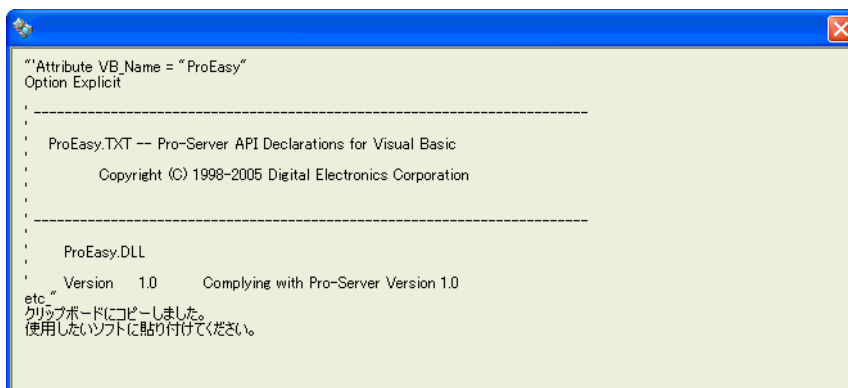 "'Attribute VB_Name = "ProEasy"
Option Explicit
' ------------------------------------------------------------------------
'
' ProEasy.TXT -- Pro-Server API Declarations for Visual Basic
'
' Copyright (C) 1998-2005 Digital Electronics Corporation
'
'
' ------------------------------------------------------------------------
'
' ProEasy.DLL
'
' Version 1.0 Complying with Pro-Server Version 1.0
etc_"
クリップボードにコピーしました。
使用したいソフトに貼り付けてください。